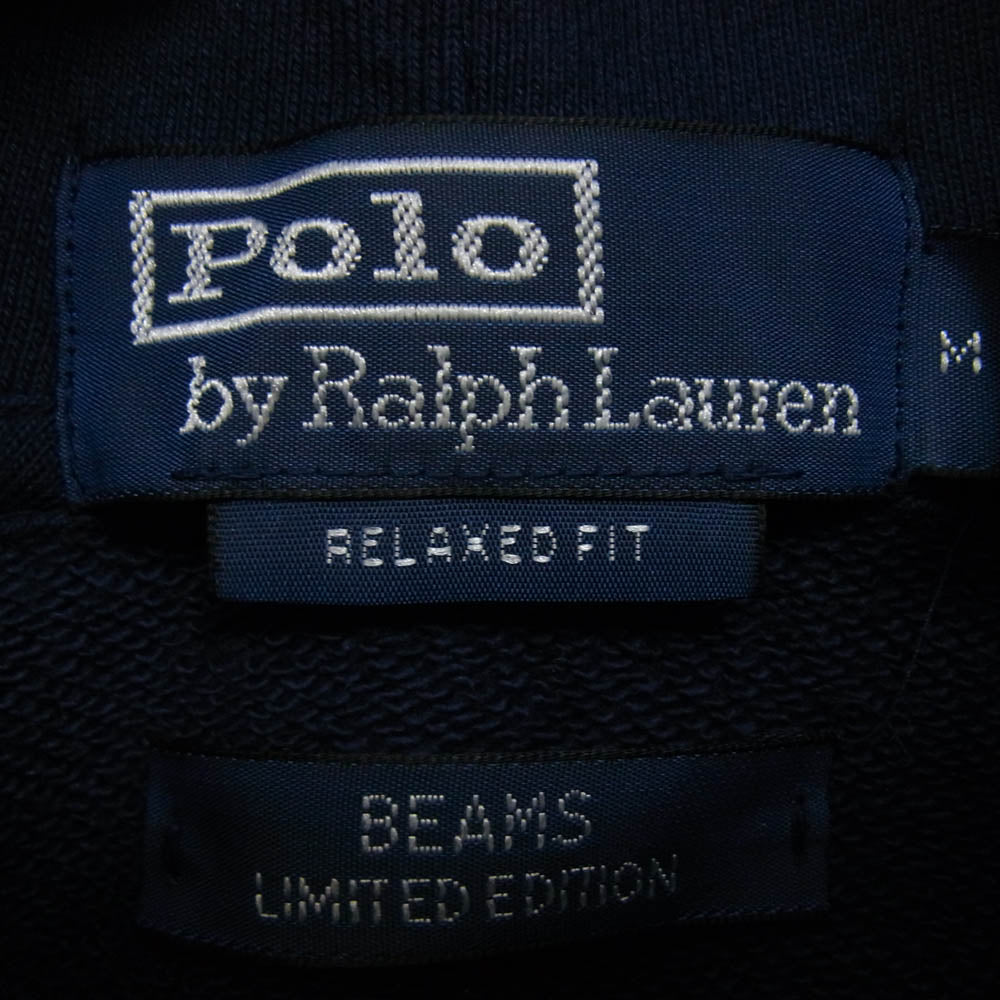 Polo
by Ralph Lauren
M
RELAXED FIT
BEAMS
LIMITED EDITION